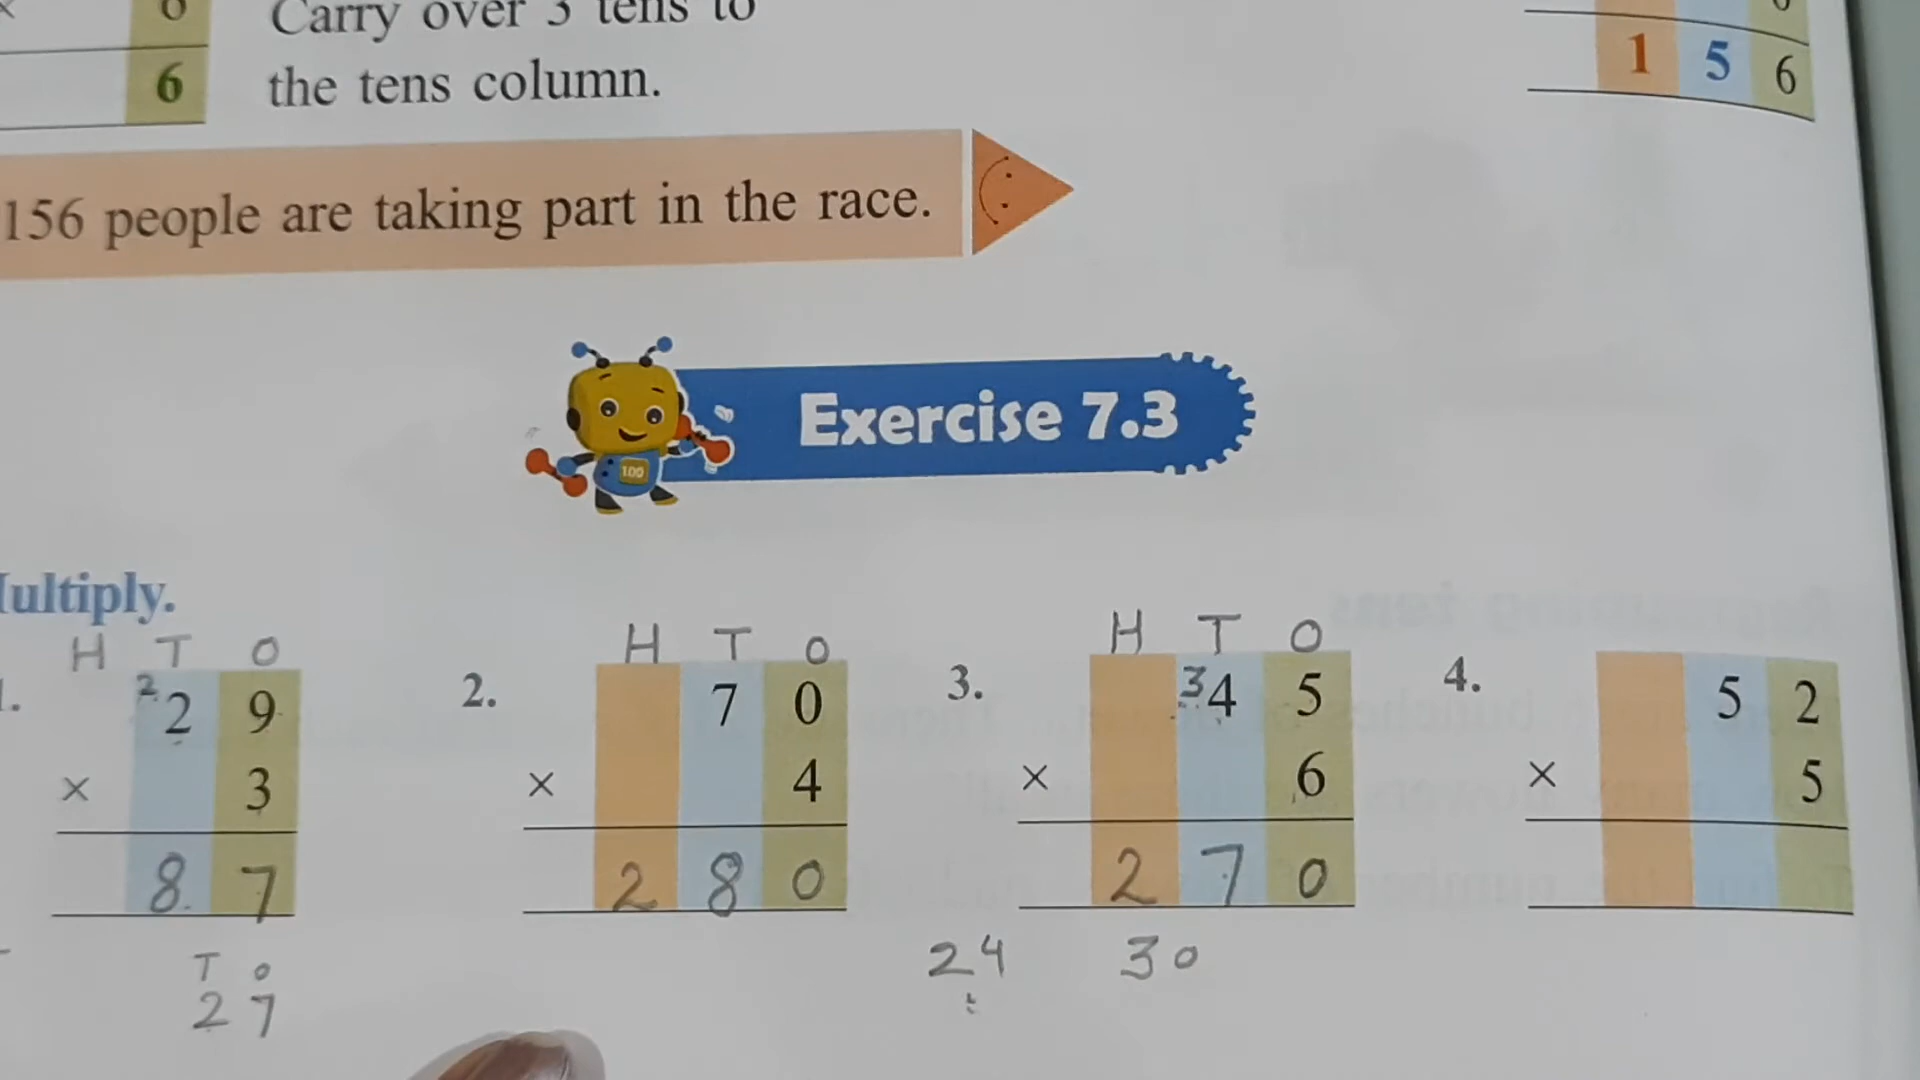 Carry over 3 tens to
6
the tens column.
1 5 6
156 people are taking part in the race.
100
Exercise 7.3
Multiply.
H T O
2 2 9
× 3
8 7
T O
2 7
2.
H T O
7 0
× 4
2 8 0
3.
H T O
3 4 5
× 6
2 7 0
24 30
4.
5 2
× 5